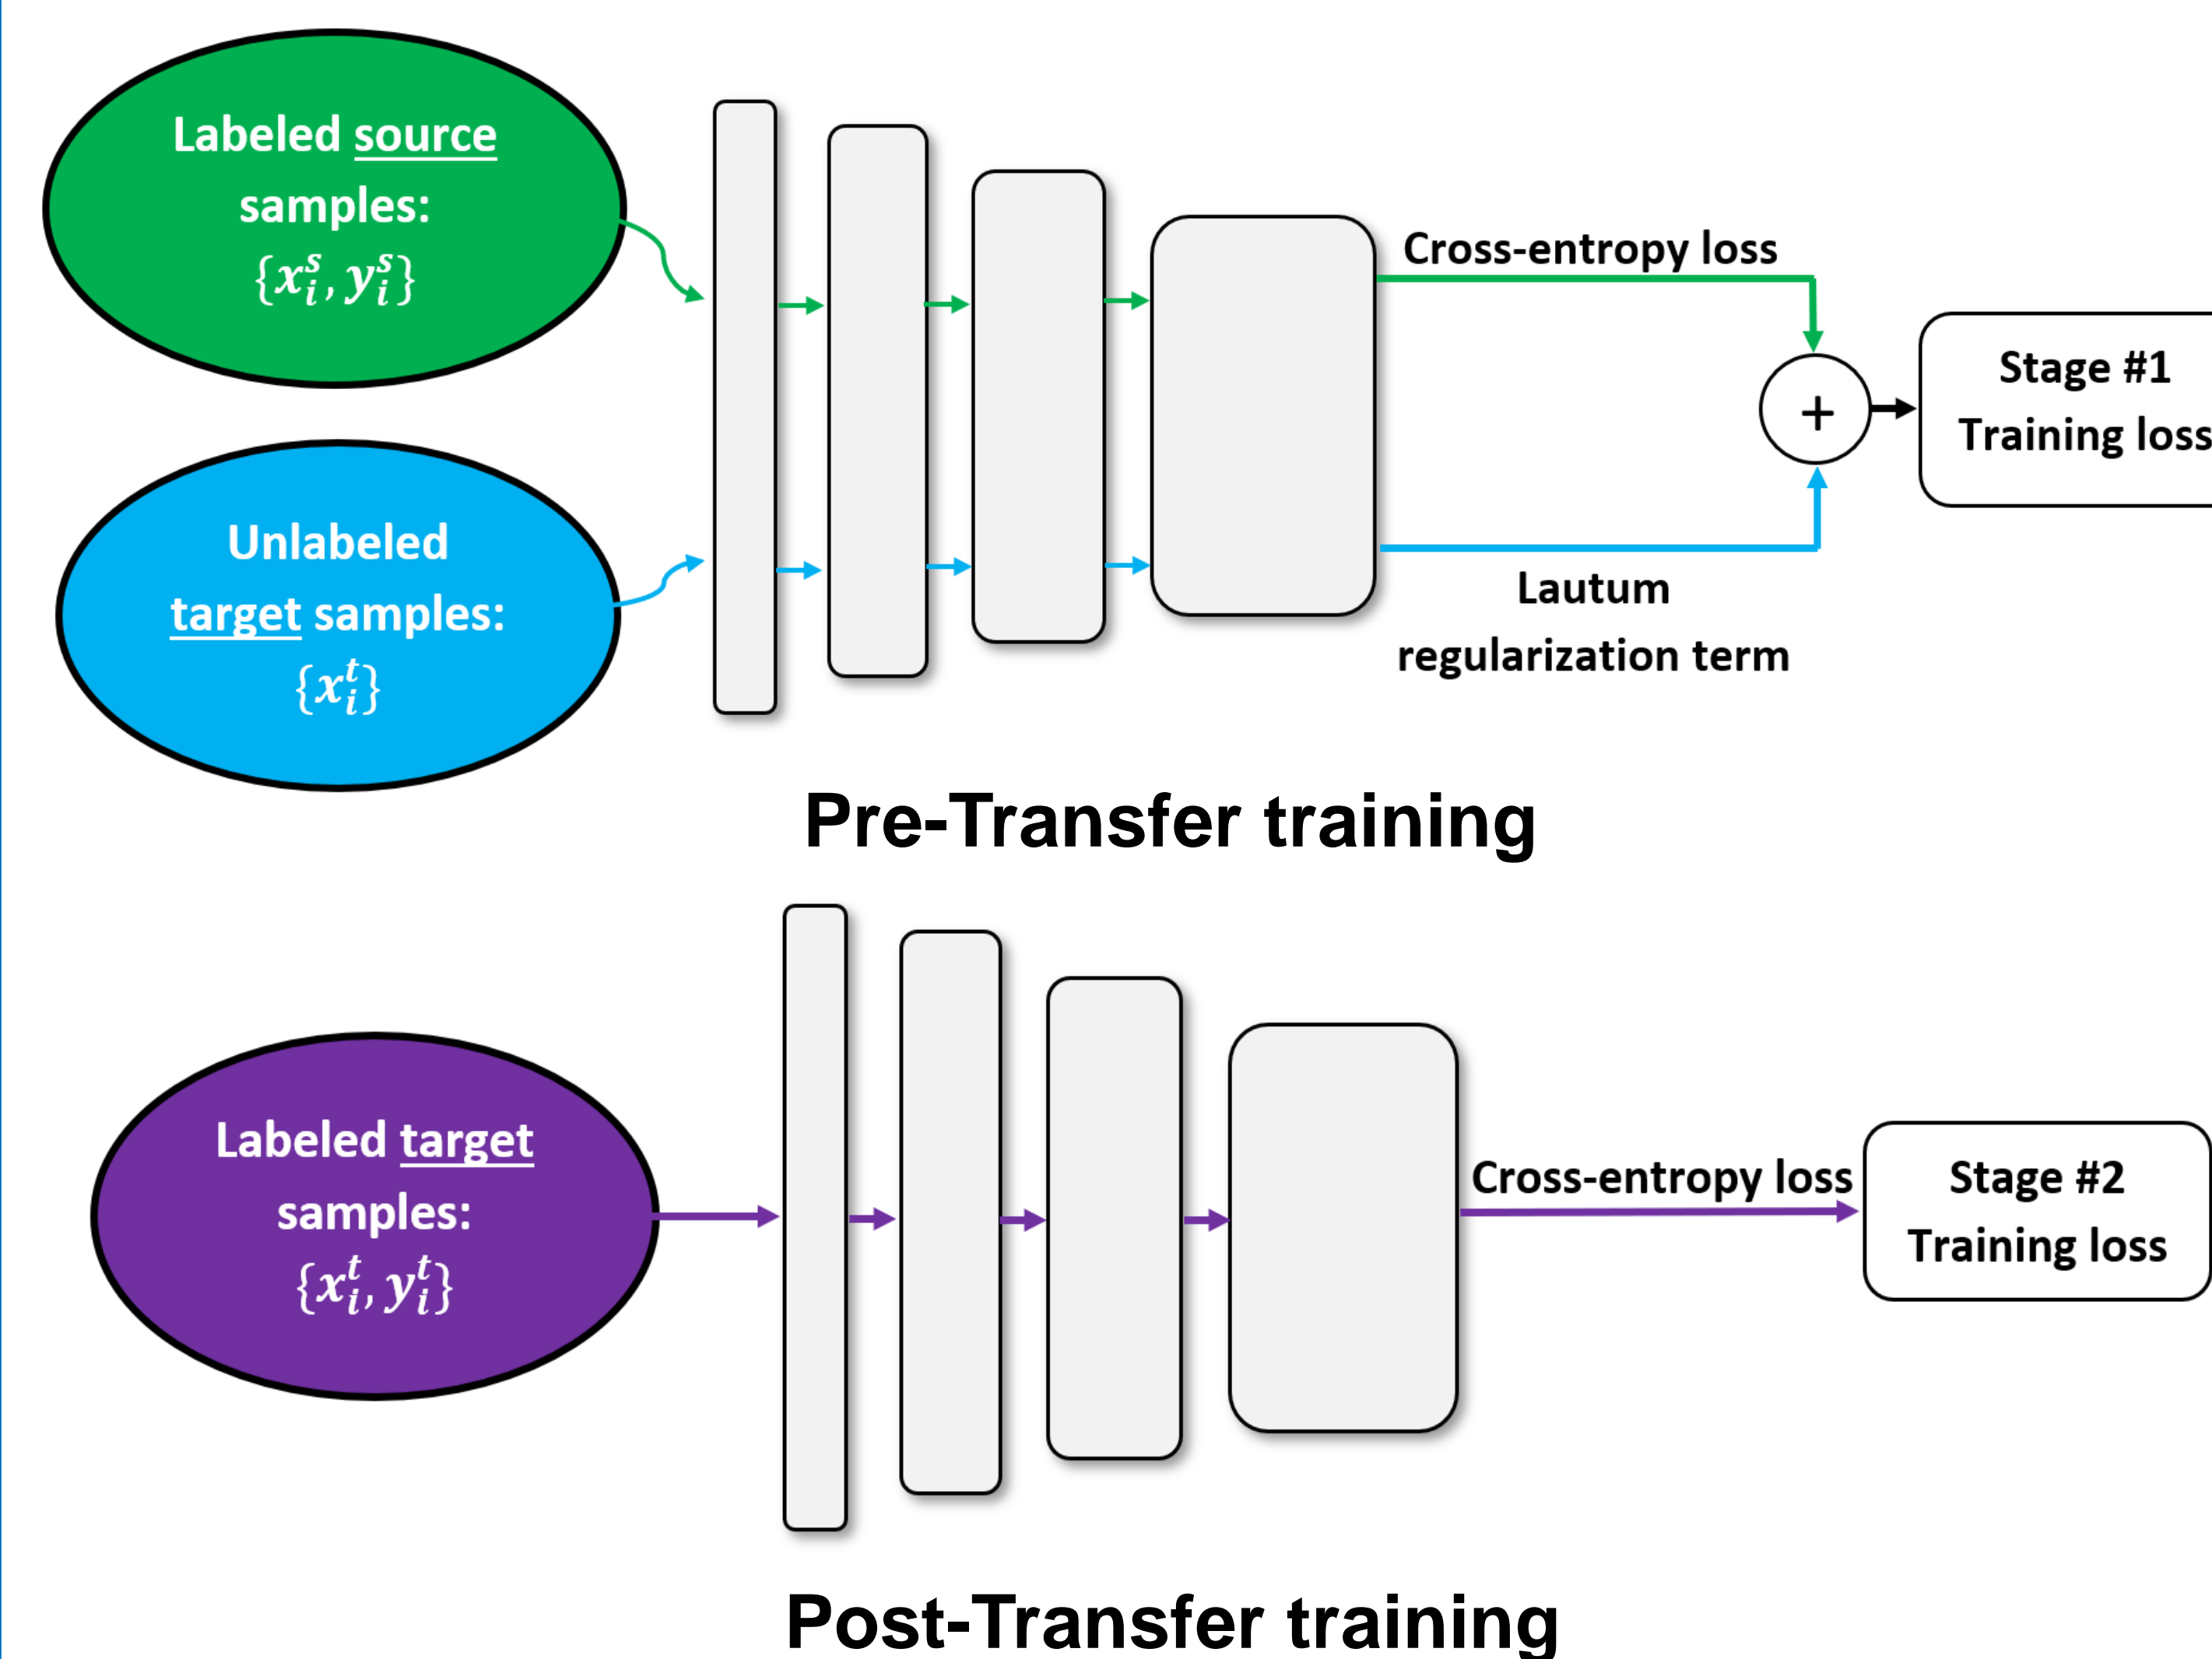 Labeled source
samples:
{x_i^s, y_i^s}
Cross-entropy loss
Stage #1
Training loss
+
Unlabeled
target samples:
{x_i^t}
Lautum
regularization term
Pre-Transfer training
Labeled target
samples:
{x_i^t, y_i^t}
Cross-entropy loss
Stage #2
Training loss
Post-Transfer training